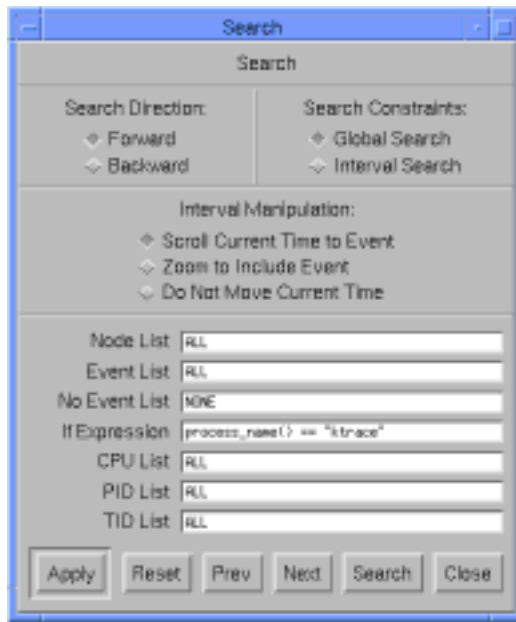 Search
Search
Search Direction:
Forward
Backward
Search Constraints:
Global Search
Interval Search
Interval Manipulation:
Scroll Current Time to Event
Zoom to Include Event
Do Not Move Current Time
Node List ALL
Event List ALL
No Event List NONE
If Expression process_name() == "ktrace"
CPU List ALL
PID List ALL
TID List ALL
Apply Reset Prev Next Search Close